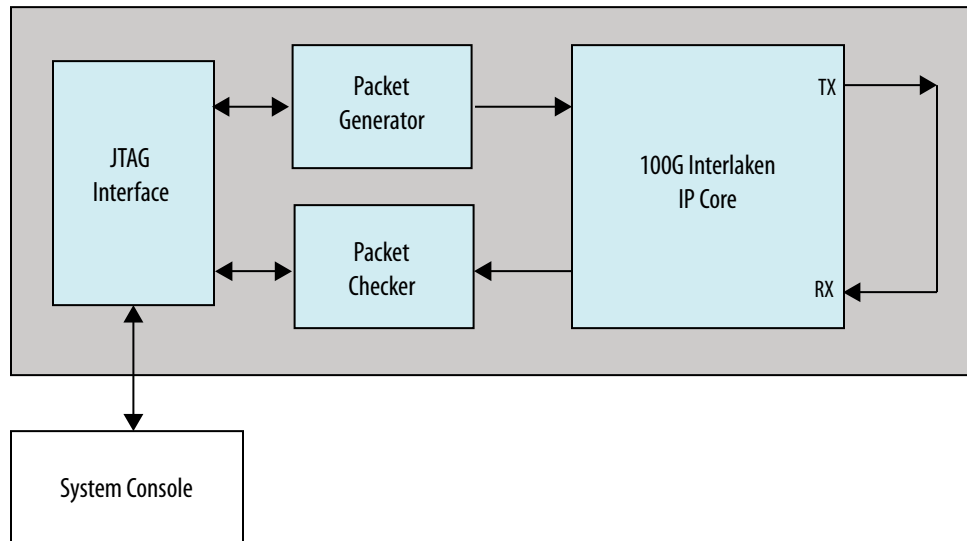 JTAG
Interface
Packet
Generator
Packet
Checker
100G Interlaken
IP Core
TX
RX
System Console